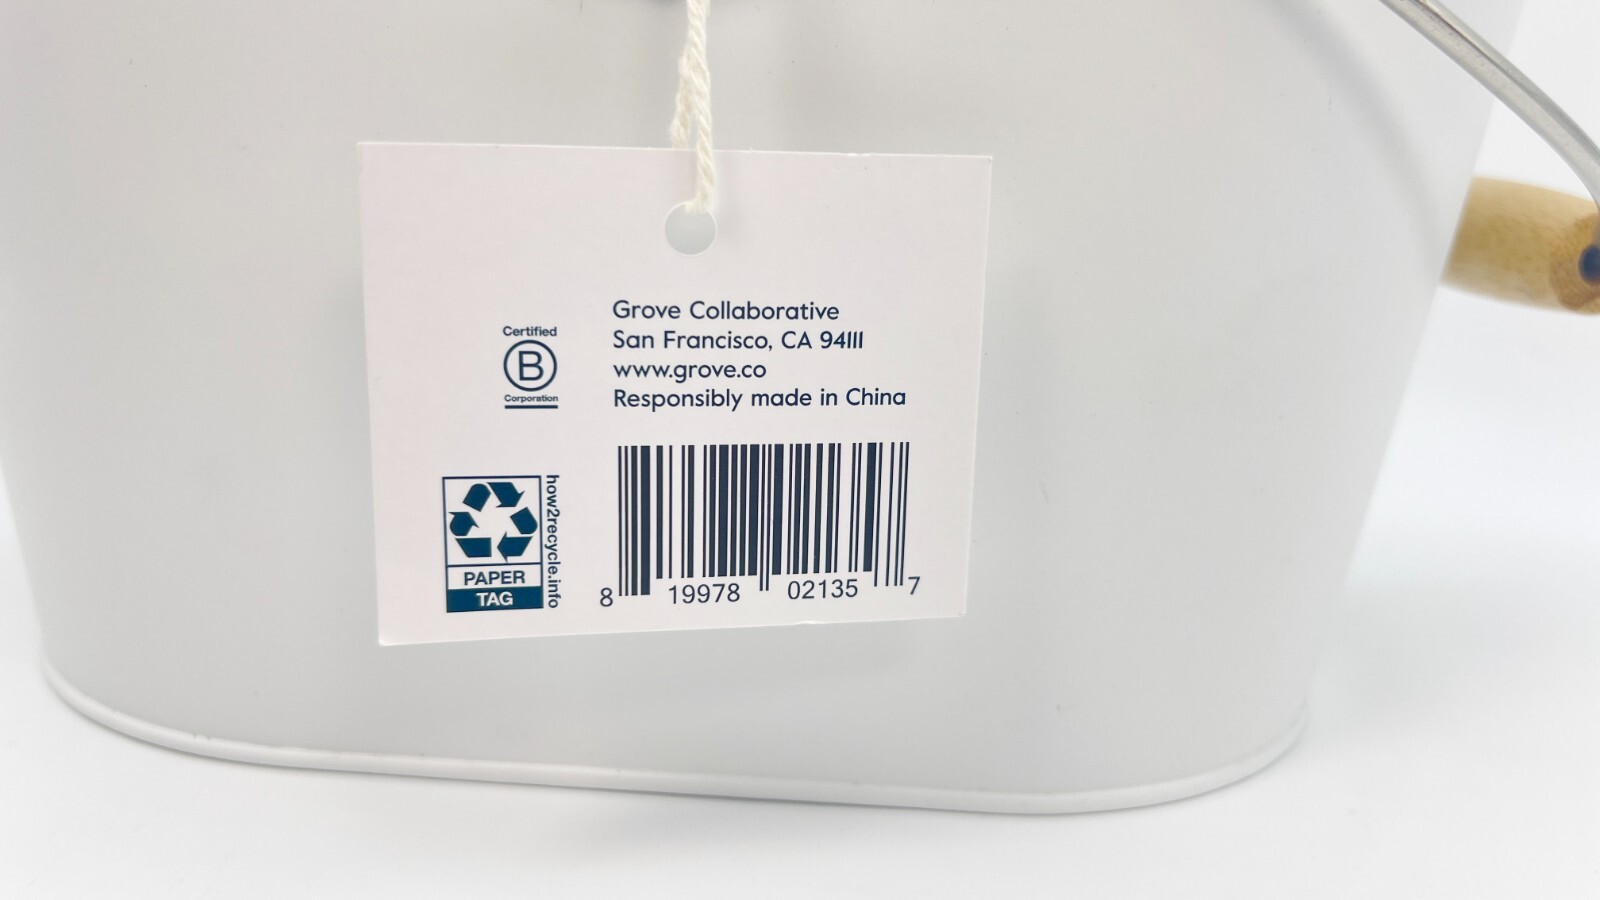 Grove Collaborative
San Francisco, CA 94111
www.grove.co
Responsibly made in China
Certified
B
Corporation
how2recycle.info
PAPER
TAG
8 19978 02135 7